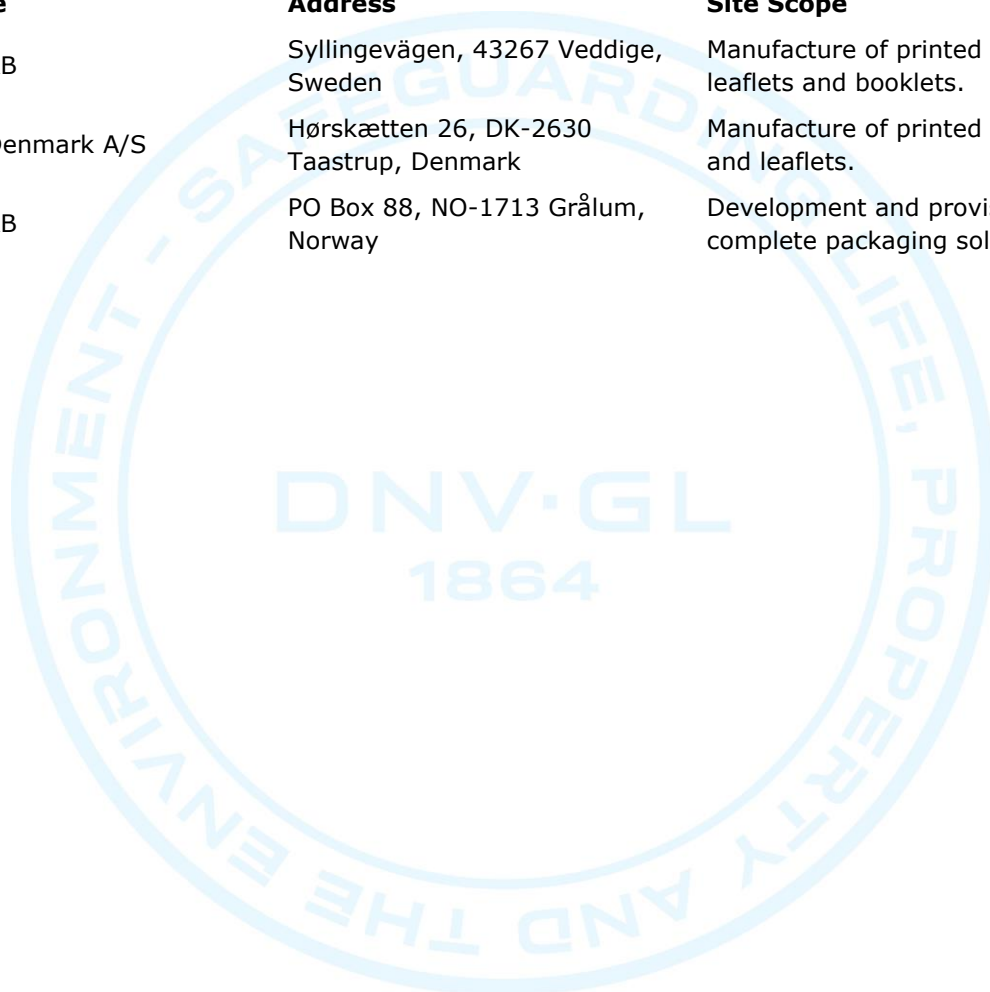 e Address Site Scope
B Syllingevägen, 43267 Veddige, Manufacture of printed
Sweden leaflets and booklets.
Denmark A/S Hørskætten 26, DK-2630 Manufacture of printed
Taastrup, Denmark and leaflets.
B PO Box 88, NO-1713 Grålum, Development and provi
Norway complete packaging sol
SAFEGUARDING LIFE, PROPERTY AND THE ENVIRONMENT -
DNV·GL
1864